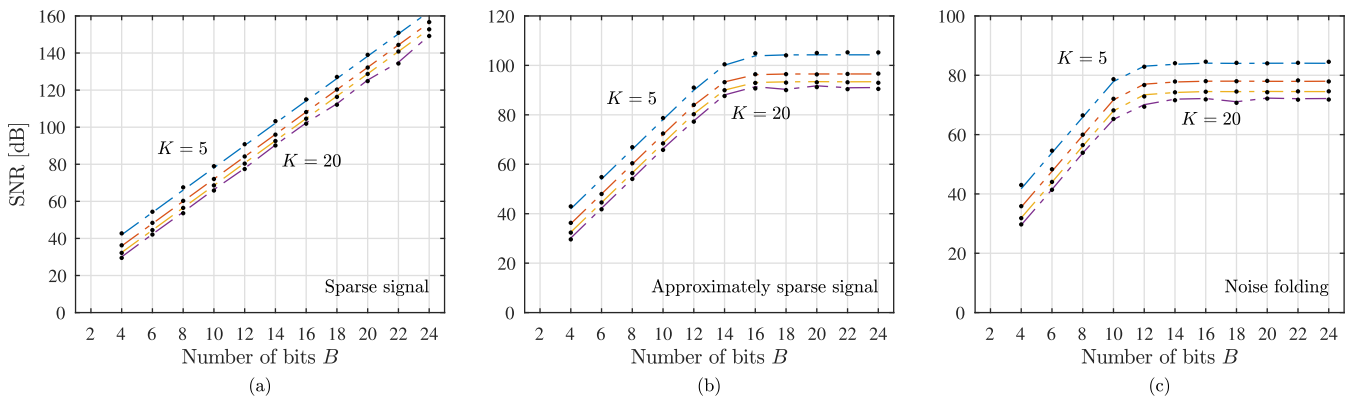 SNR [dB]
160
140
120
100
80
60
40
20
0
K = 5
K = 20
Sparse signal
2 4 6 8 10 12 14 16 18 20 22 24
Number of bits B
(a)
120
100
80
60
40
20
0
K = 5
K = 20
Approximately sparse signal
2 4 6 8 10 12 14 16 18 20 22 24
Number of bits B
(b)
100
80
60
40
20
0
K = 5
K = 20
Noise folding
2 4 6 8 10 12 14 16 18 20 22 24
Number of bits B
(c)